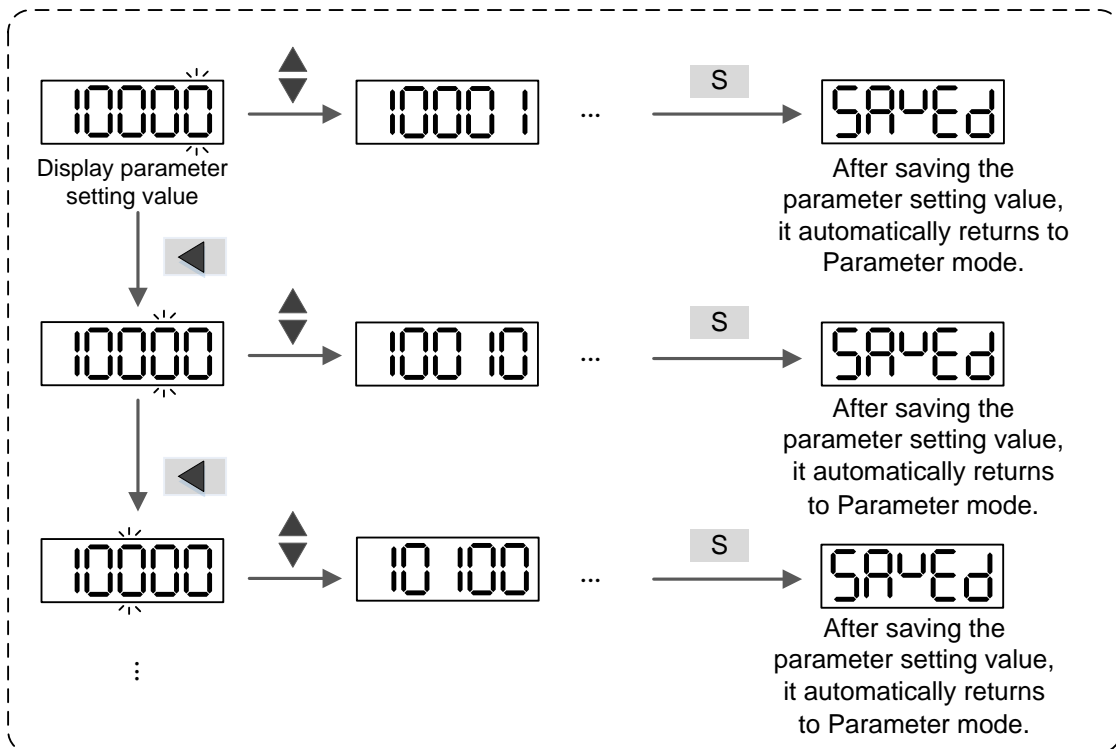 10000
10001
...
S
SAVEd
Display parameter
setting value
After saving the
parameter setting value,
it automatically returns to
Parameter mode.
10000
10010
...
S
SAVEd
After saving the
parameter setting value,
it automatically returns
to Parameter mode.
10000
10100
...
S
SAVEd
After saving the
parameter setting value,
it automatically returns
to Parameter mode.
...